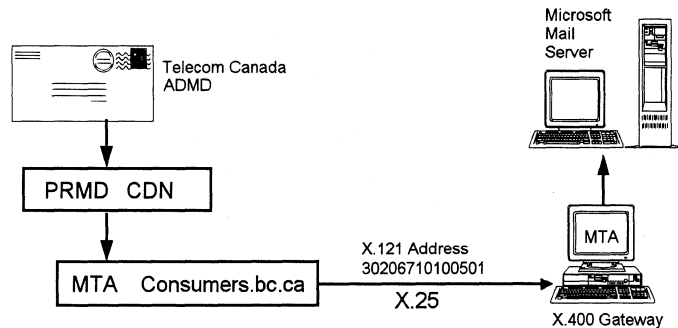 Microsoft
Mail
Server
Telecom Canada
ADMD
PRMD CDN
MTA Consumers.bc.ca
X.121 Address
30206710100501
X.25
MTA
X.400 Gateway